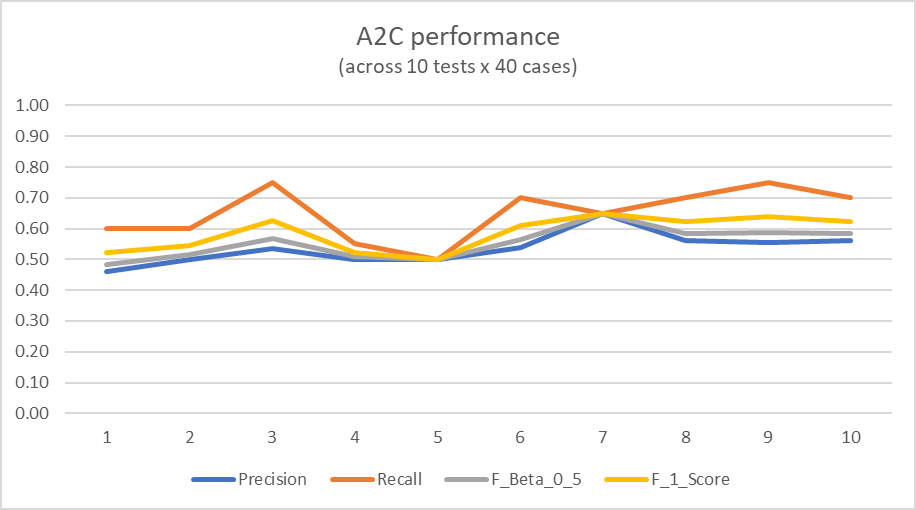 A2C performance
(across 10 tests x 40 cases)
1.00
0.90
0.80
0.70
0.60
0.50
0.40
0.30
0.20
0.10
0.00
1 2 3 4 5 6 7 8 9 10
Precision Recall F_Beta_0_5 F_1_Score